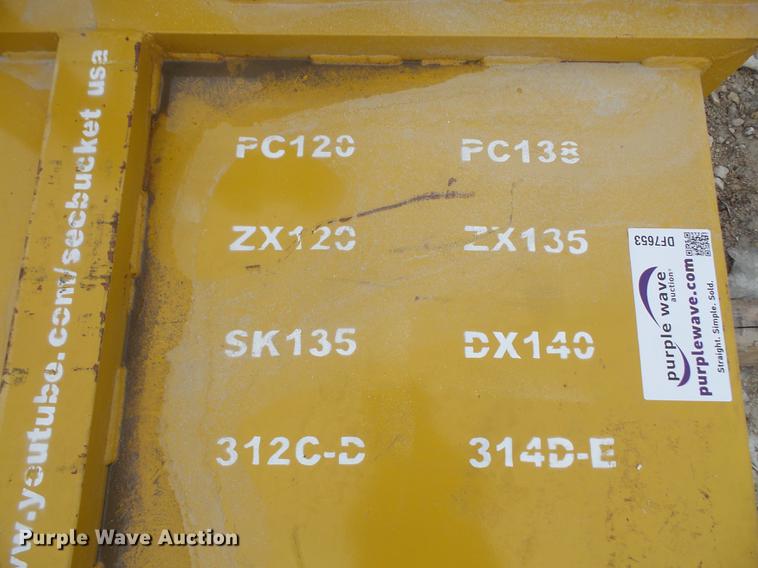 www.youtube.com/secbucket usa
PC120 PC138
ZX120 ZX135
SK135 DX140
312C-D 314D-E
DF7653
purple wave
auction
purplewave.com
Straight. Simple. Sold.
Purple Wave Auction